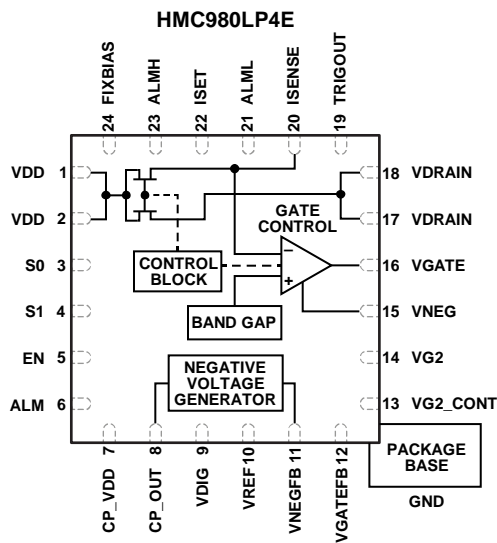 HMC980LP4E
24 FIXBIAS
23 ALMH
22 ISET
21 ALML
20 ISENSE
19 TRIGOUT
VDD 1
VDD 2
S0 3
S1 4
EN 5
ALM 6
18 VDRAIN
17 VDRAIN
16 VGATE
15 VNEG
14 VG2
13 VG2_CONT
GATE
CONTROL
−
+
CONTROL
BLOCK
BAND GAP
NEGATIVE
VOLTAGE
GENERATOR
CP_VDD 7
CP_OUT 8
VDIG 9
VREF 10
VNEGFB 11
VGATEFB 12
PACKAGE
BASE
GND